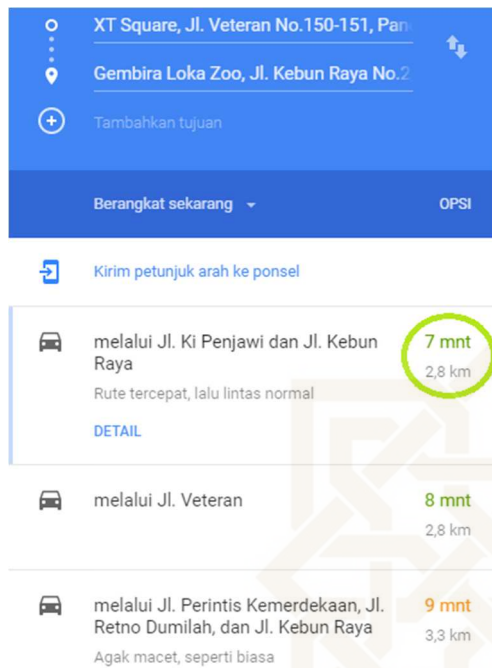 XT Square, Jl. Veteran No.150-151, Pan
Gembira Loka Zoo, Jl. Kebun Raya No.2
Tambahkan tujuan
Berangkat sekarang
OPSI
Kirim petunjuk arah ke ponsel
melalui Jl. Ki Penjawi dan Jl. Kebun
Raya
7 mnt
2,8 km
Rute tercepat, lalu lintas normal
DETAIL
melalui Jl. Veteran
8 mnt
2,8 km
melalui Jl. Perintis Kemerdekaan, Jl.
Retno Dumilah, dan Jl. Kebun Raya
9 mnt
3,3 km
Agak macet, seperti biasa